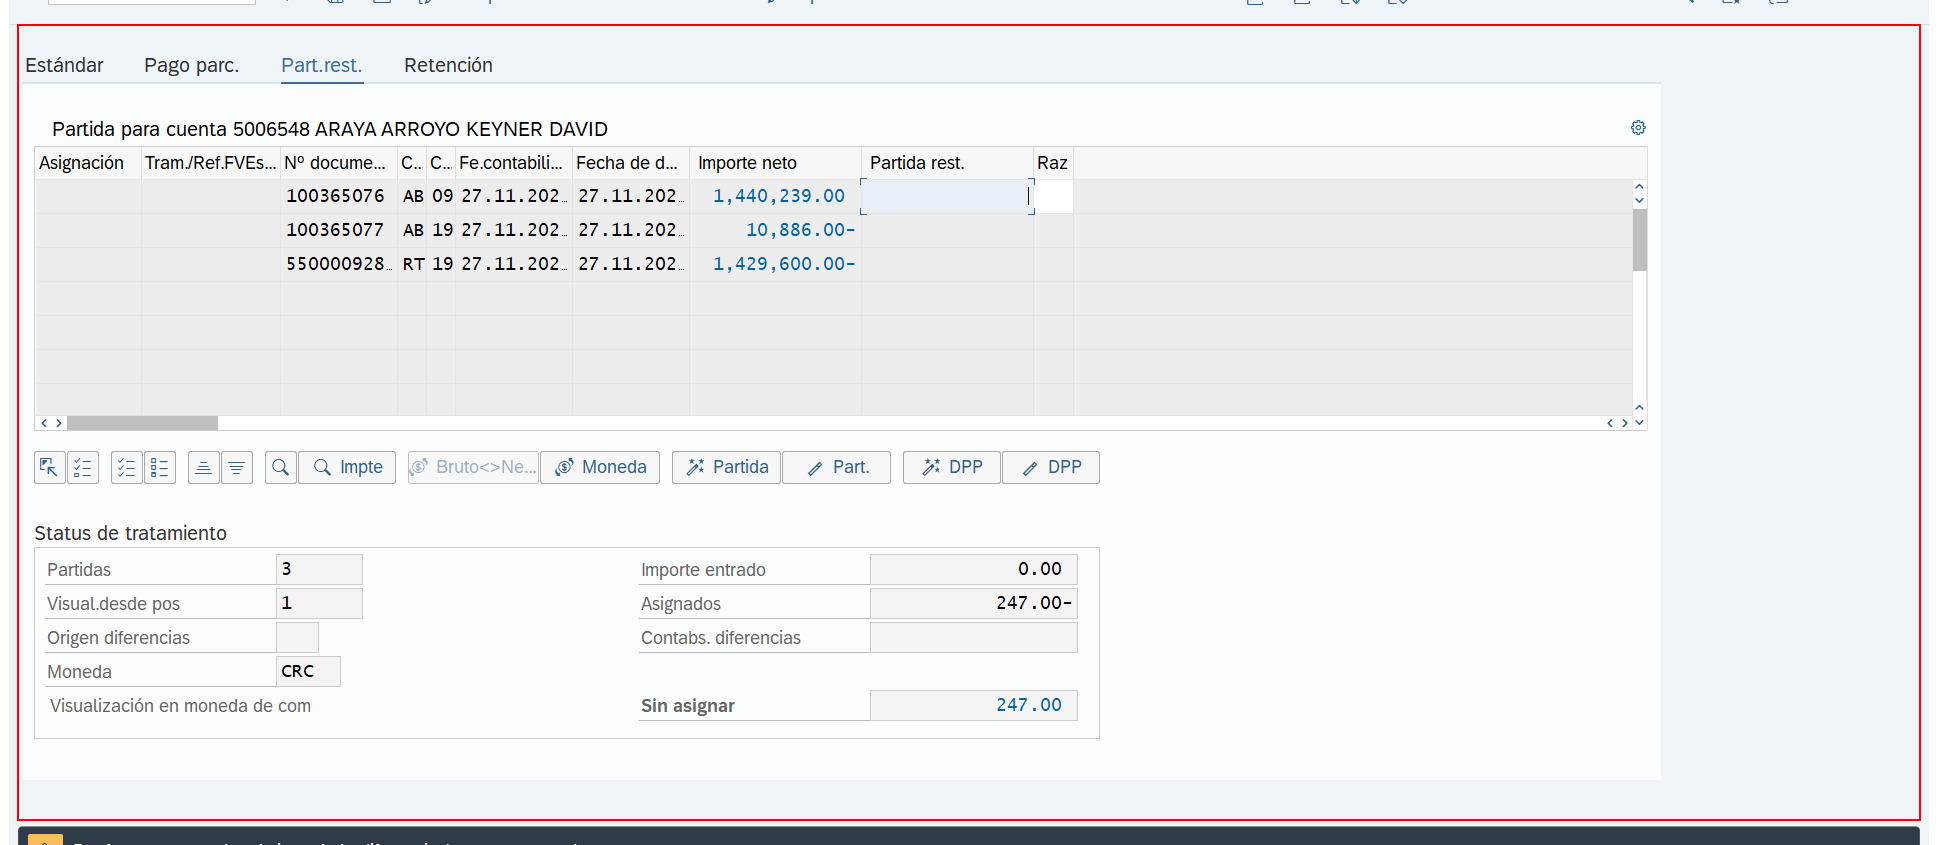 Estándar Pago parc. Part.rest. Retención
Partida para cuenta 5006548 ARAYA ARROYO KEYNER DAVID
Asignación Tram./Ref.FVEs... Nº docume... C.. C.. Fe.contabili... Fecha de d... Importe neto Partida rest. Raz
100365076 AB 09 27.11.202… 27.11.202… 1,440,239.00
100365077 AB 19 27.11.202… 27.11.202… 10,886.00-
550000928… RT 19 27.11.202… 27.11.202… 1,429,600.00-
Impte Bruto<>Ne... Moneda Partida Part. DPP DPP
Status de tratamiento
Partidas 3 Importe entrado 0.00
Visual.desde pos 1 Asignados 247.00-
Origen diferencias Contabs. diferencias
Moneda CRC
Visualización en moneda de com Sin asignar 247.00